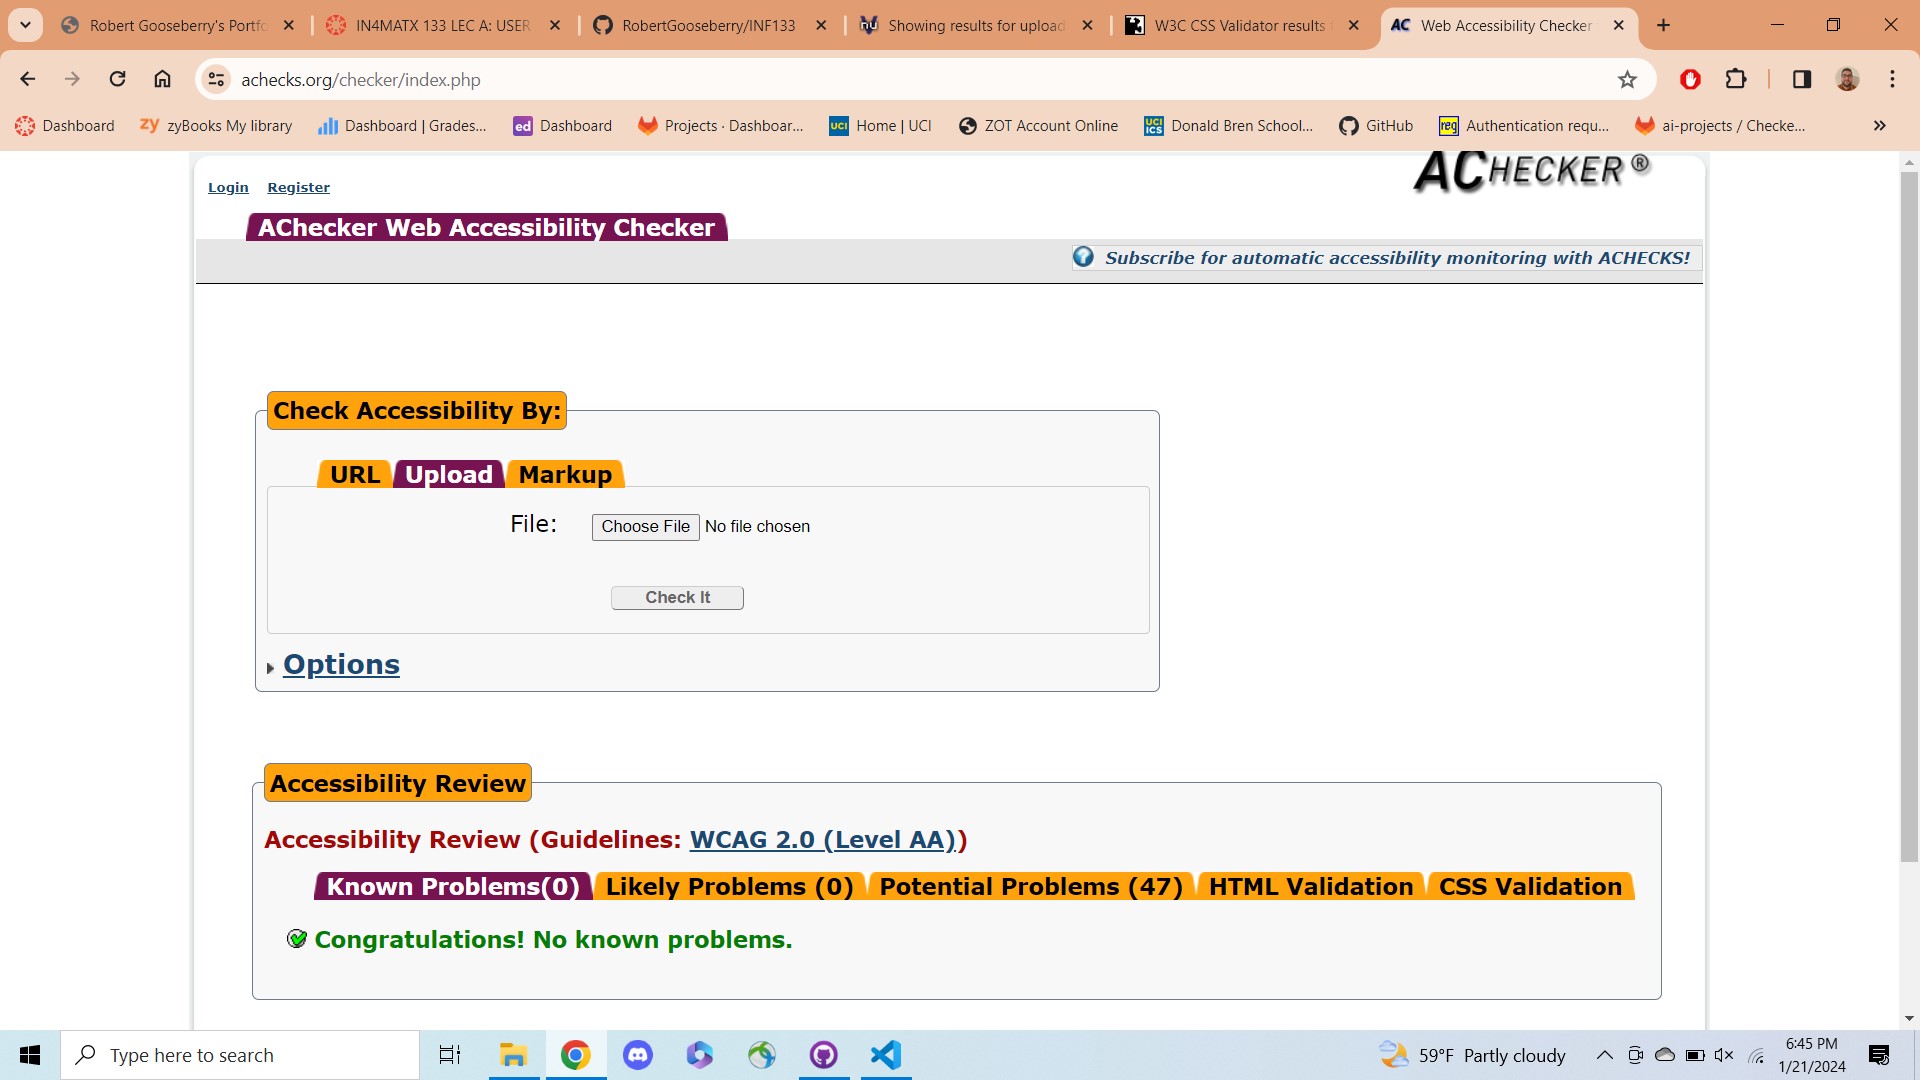 Robert Gooseberry's Portfo
IN4MATX 133 LEC A: USER
RobertGooseberry/INF133
Showing results for upload
W3C CSS Validator results f
AC Web Accessibility Checker
achecks.org/checker/index.php
Dashboard
zy zyBooks My library
Dashboard | Grades...
ed Dashboard
Projects · Dashboar...
UCI Home | UCI
ZOT Account Online
UCI ICS Donald Bren School...
GitHub
reg Authentication requ...
ai-projects / Checke...
Login Register
ACHECKER ®
AChecker Web Accessibility Checker
Subscribe for automatic accessibility monitoring with ACHECKS!
Check Accessibility By:
URL Upload Markup
File: Choose File No file chosen
Check It
Options
Accessibility Review
Accessibility Review (Guidelines: WCAG 2.0 (Level AA))
Known Problems(0) Likely Problems (0) Potential Problems (47) HTML Validation CSS Validation
Congratulations! No known problems.
Type here to search
59°F Partly cloudy
6:45 PM
1/21/2024